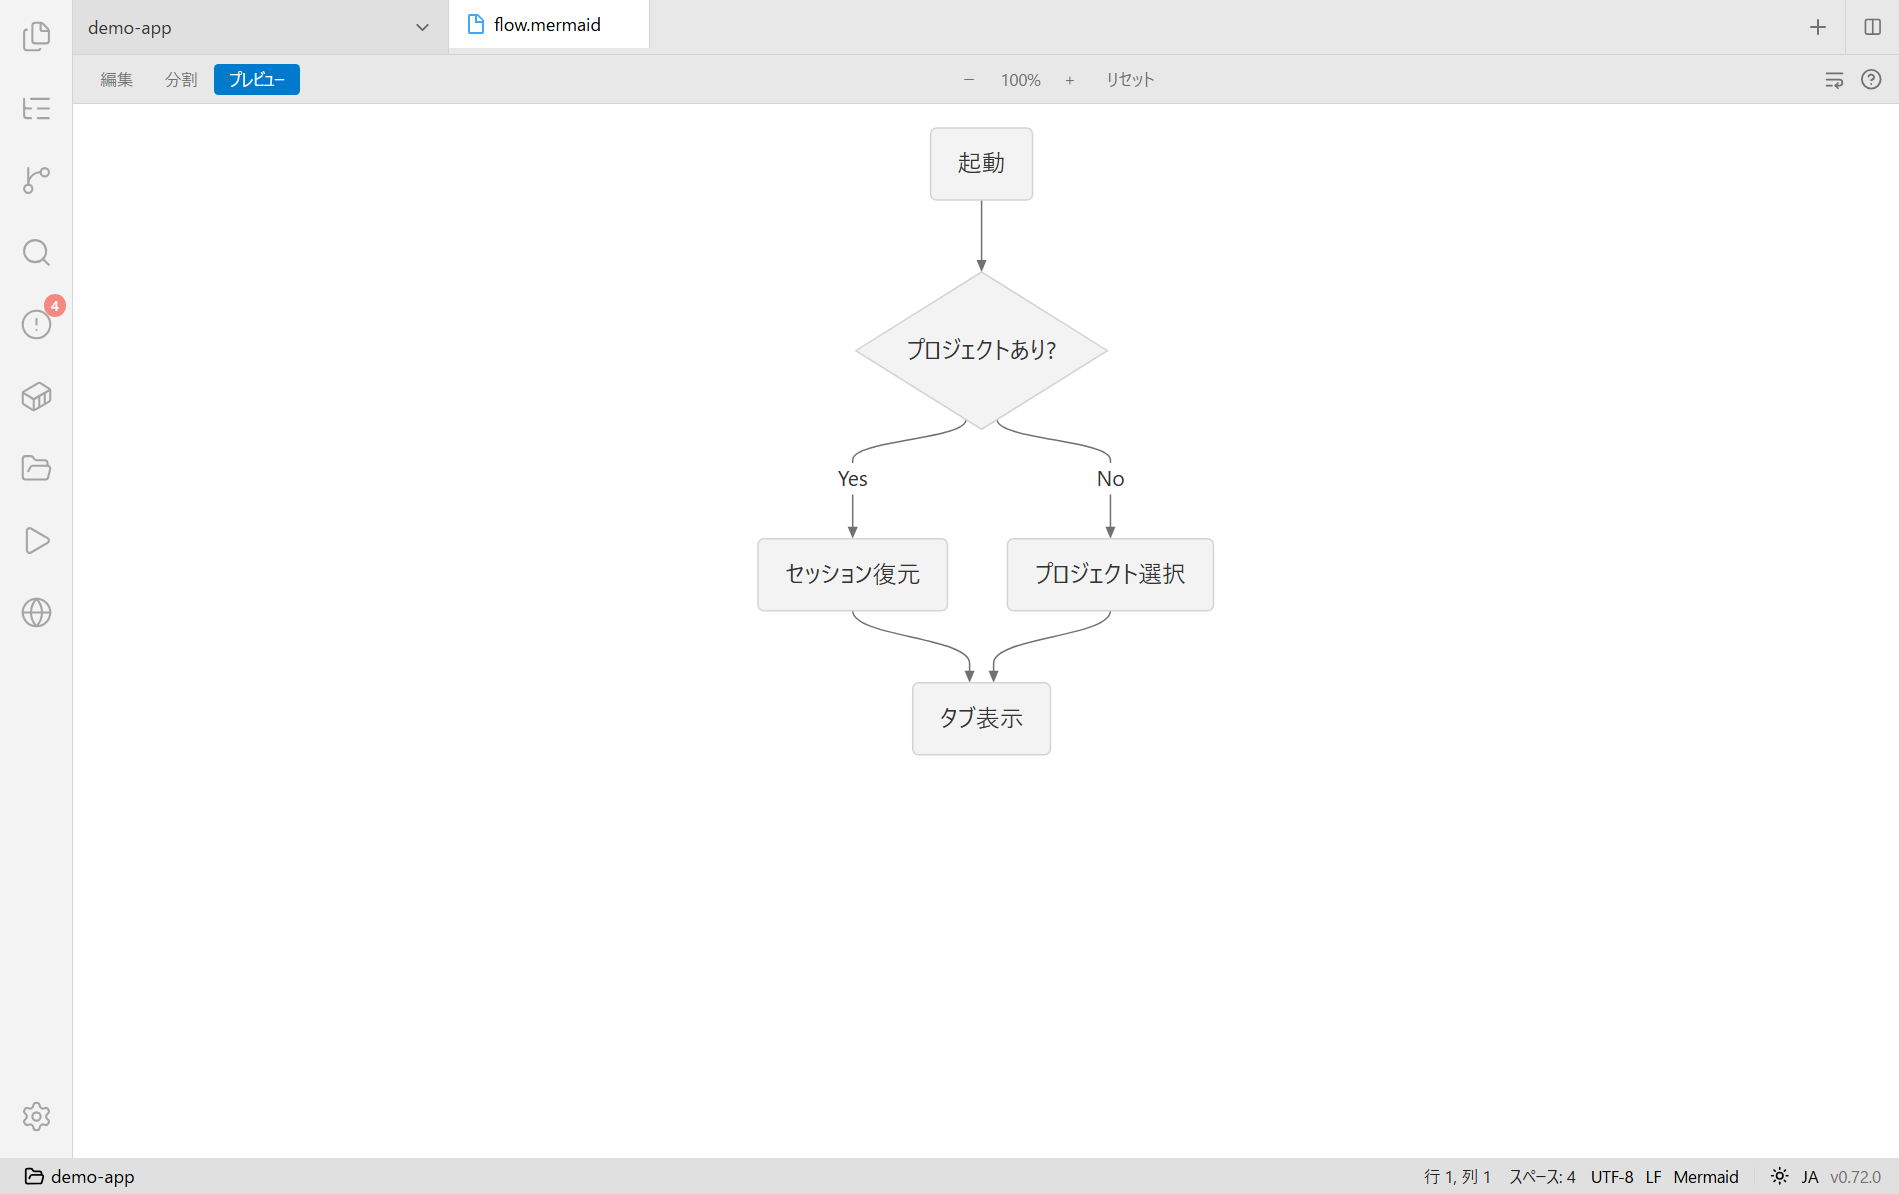 demo-app
flow.mermaid
編集 分割 プレビュー
− 100% + リセット
起動
プロジェクトあり?
Yes
No
4
セッション復元
プロジェクト選択
タブ表示
demo-app
行 1, 列 1 スペース: 4 UTF-8 LF Mermaid JA v0.72.0